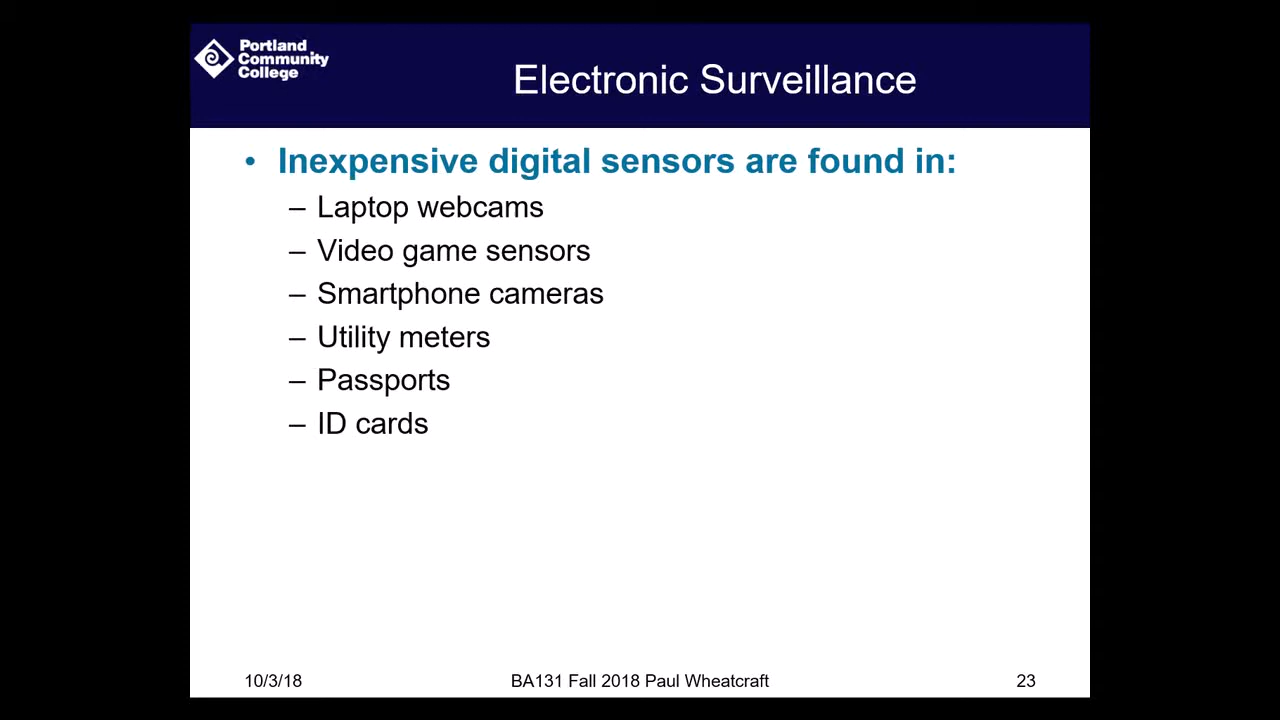 Portland
Community
College
Electronic Surveillance
• Inexpensive digital sensors are found in:
– Laptop webcams
– Video game sensors
– Smartphone cameras
– Utility meters
– Passports
– ID cards
10/3/18
BA131 Fall 2018 Paul Wheatcraft
23